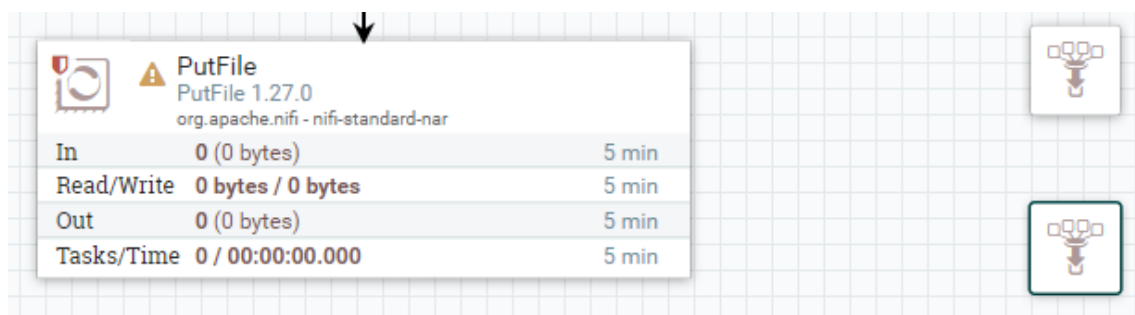 PutFile
PutFile 1.27.0
org.apache.nifi - nifi-standard-nar
In 0 (0 bytes) 5 min
Read/Write 0 bytes / 0 bytes 5 min
Out 0 (0 bytes) 5 min
Tasks/Time 0 / 00:00:00.000 5 min